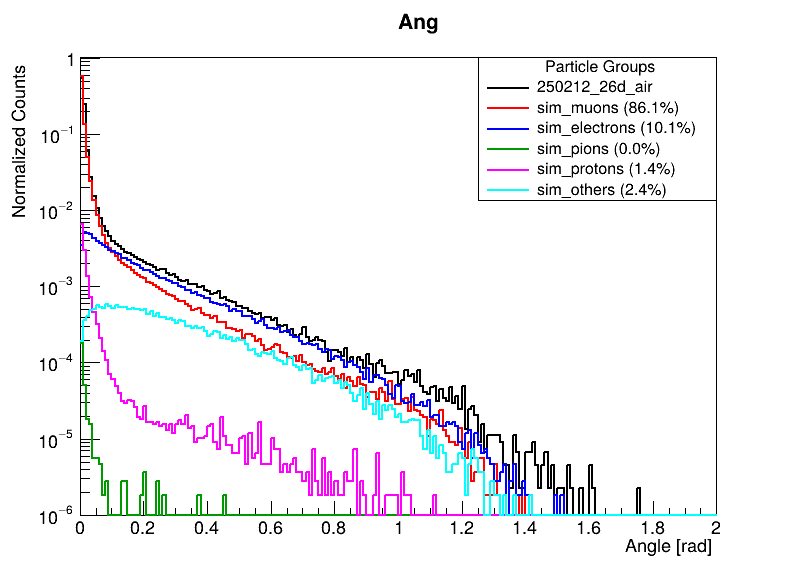 Ang
Normalized Counts
Particle Groups
250212_26d_air
sim_muons (86.1%)
sim_electrons (10.1%)
sim_pions (0.0%)
sim_protons (1.4%)
sim_others (2.4%)
1
10−1
10−2
10−3
10−4
10−5
10−6
0 0.2 0.4 0.6 0.8 1 1.2 1.4 1.6 1.8 2
Angle [rad]